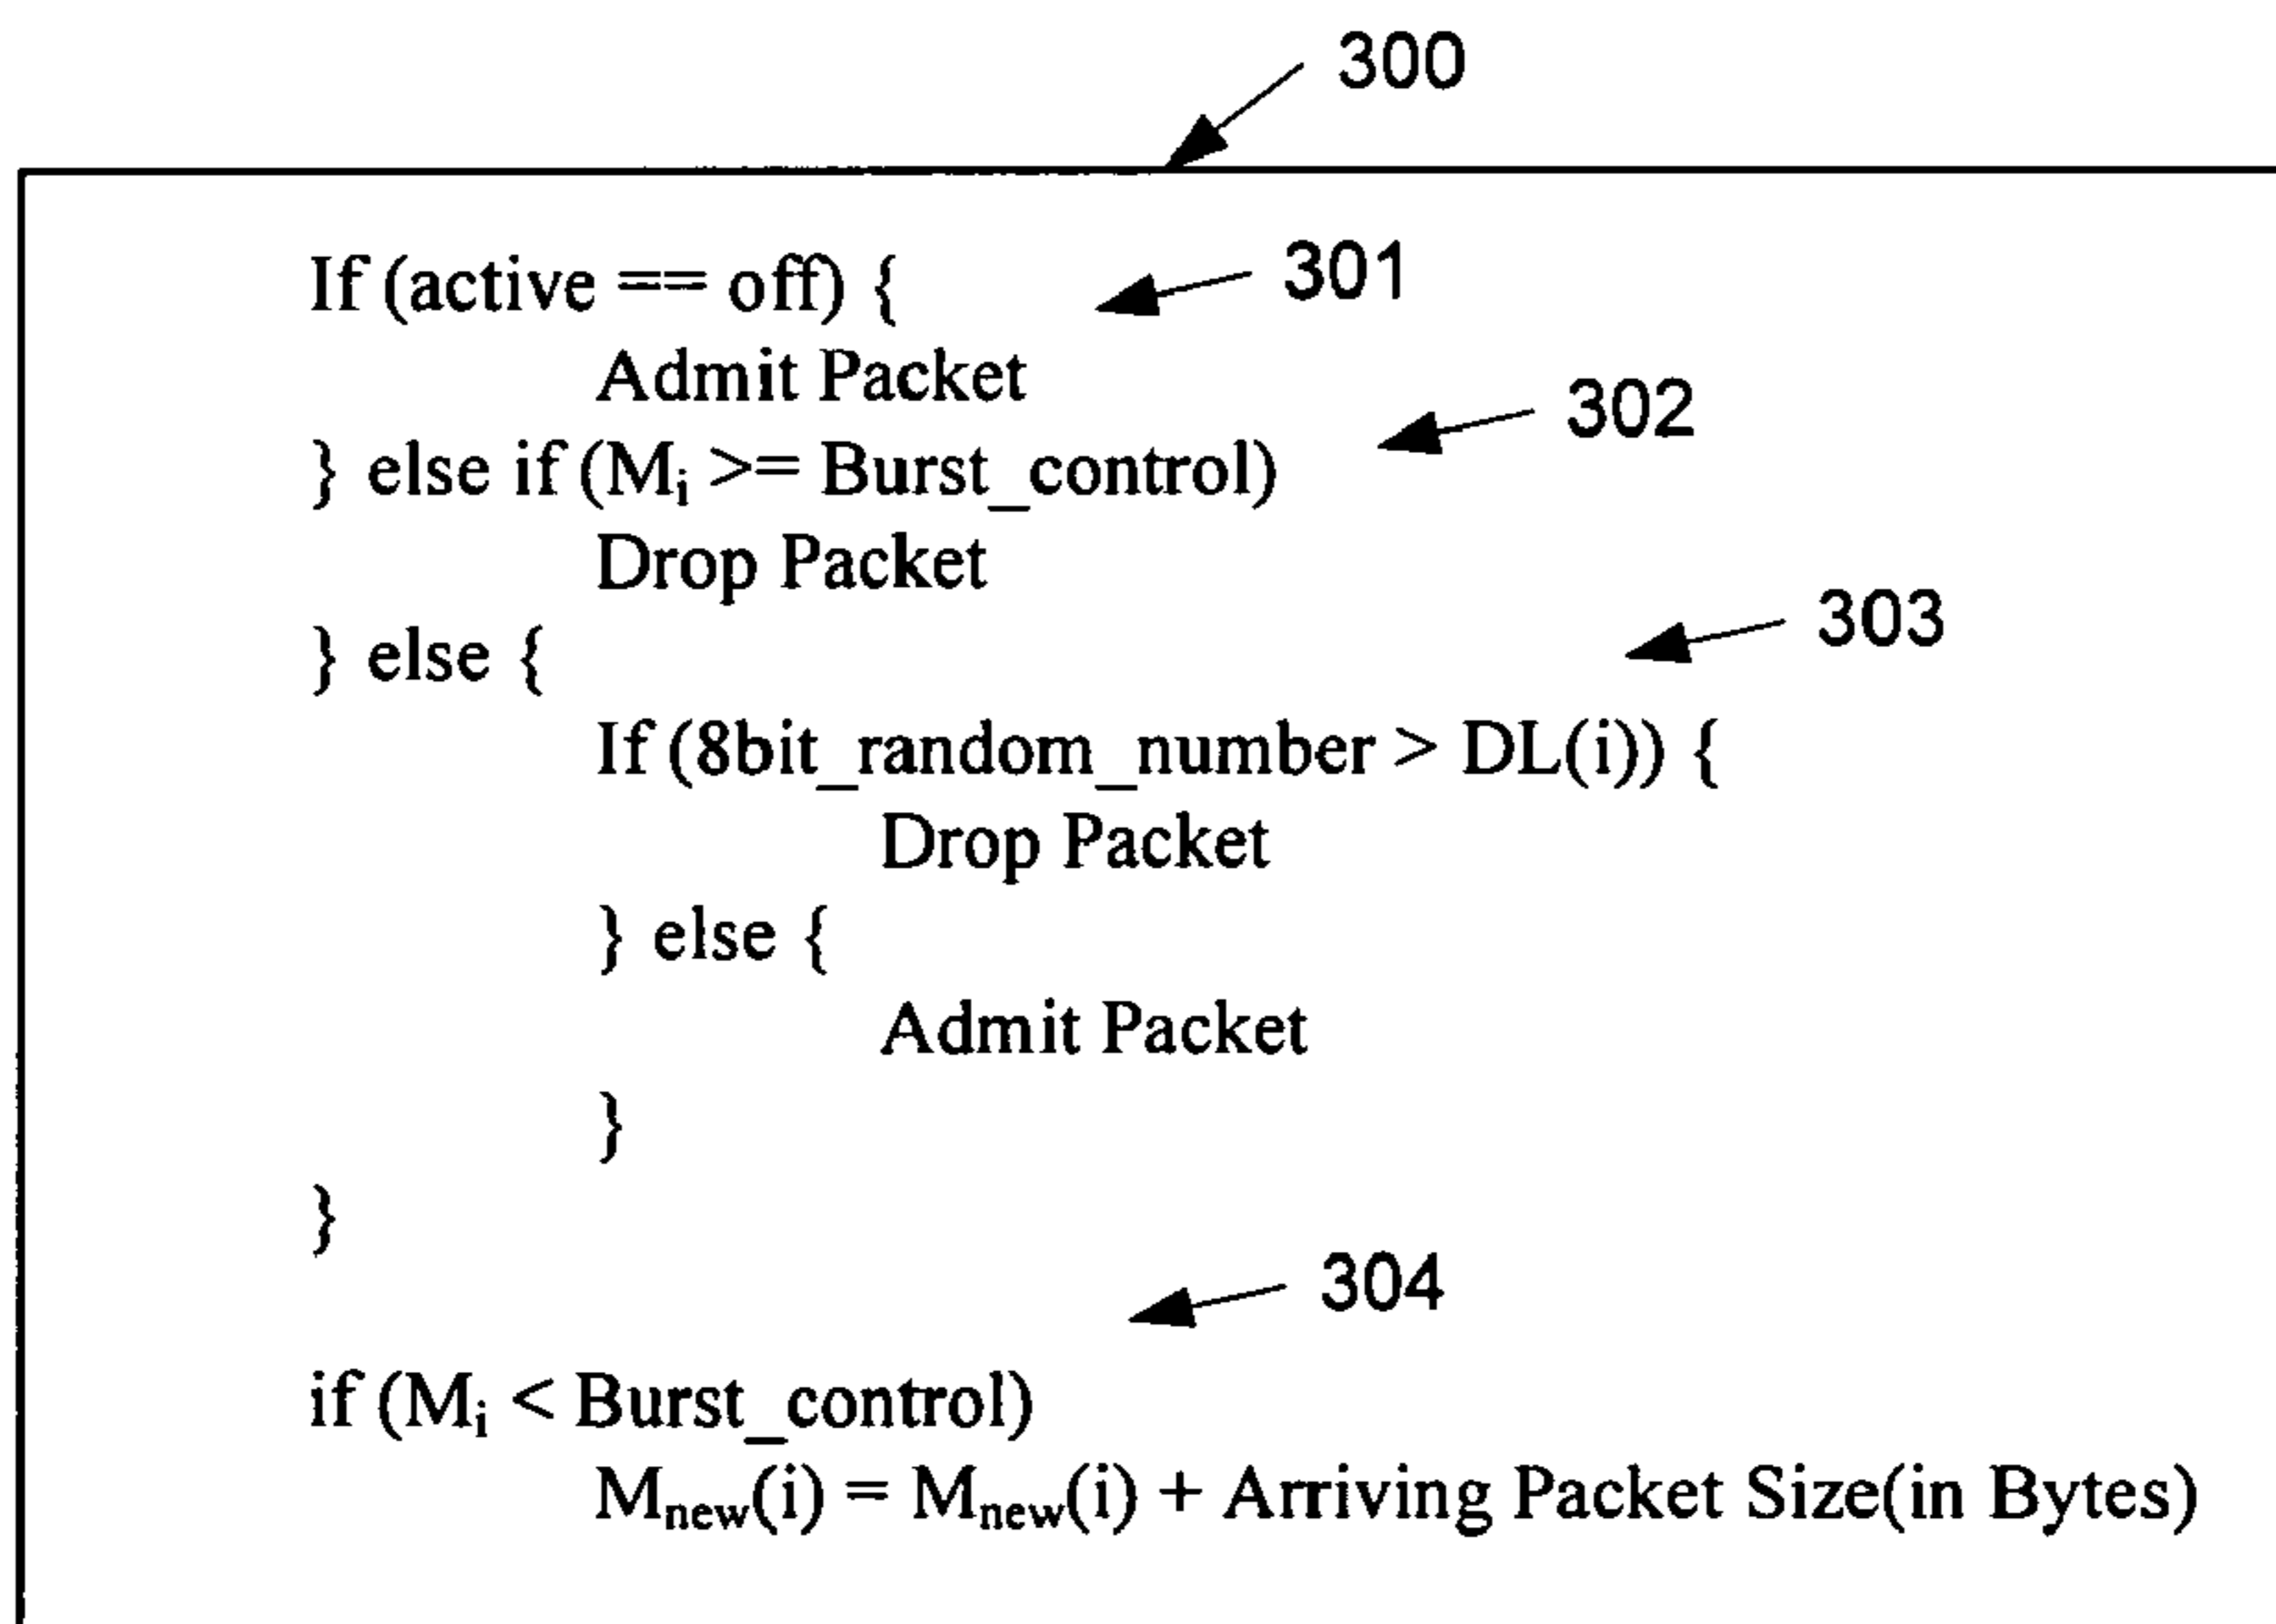 300
If (active == off) { 301
Admit Packet
302
} else if (Mi >= Burst_control)
Drop Packet
303
} else {
If (8bit_random_number > DL(i)) {
Drop Packet
} else {
Admit Packet
}
}
304
if (Mi < Burst_control)
Mnew(i) = Mnew(i) + Arriving Packet Size(in Bytes)